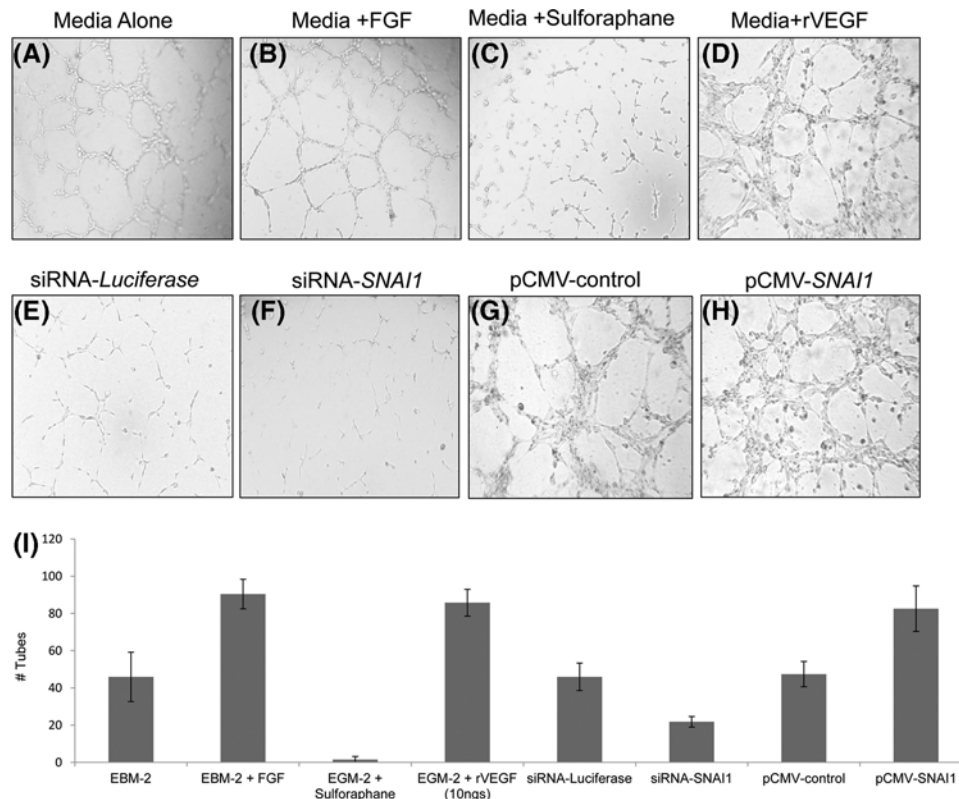 Media Alone
Media +FGF
Media +Sulforaphane
Media+rVEGF
(A)
(B)
(C)
(D)
siRNA-Luciferase
siRNA-SNAI1
pCMV-control
pCMV-SNAI1
(E)
(F)
(G)
(H)
(I)
120
100
80
60
40
20
0
# Tubes
EBM-2
EBM-2 + FGF
EGM-2 +
Sulforaphane
EGM-2 + rVEGF
(10ngs)
siRNA-Luciferase
siRNA-SNAI1
pCMV-control
pCMV-SNAI1